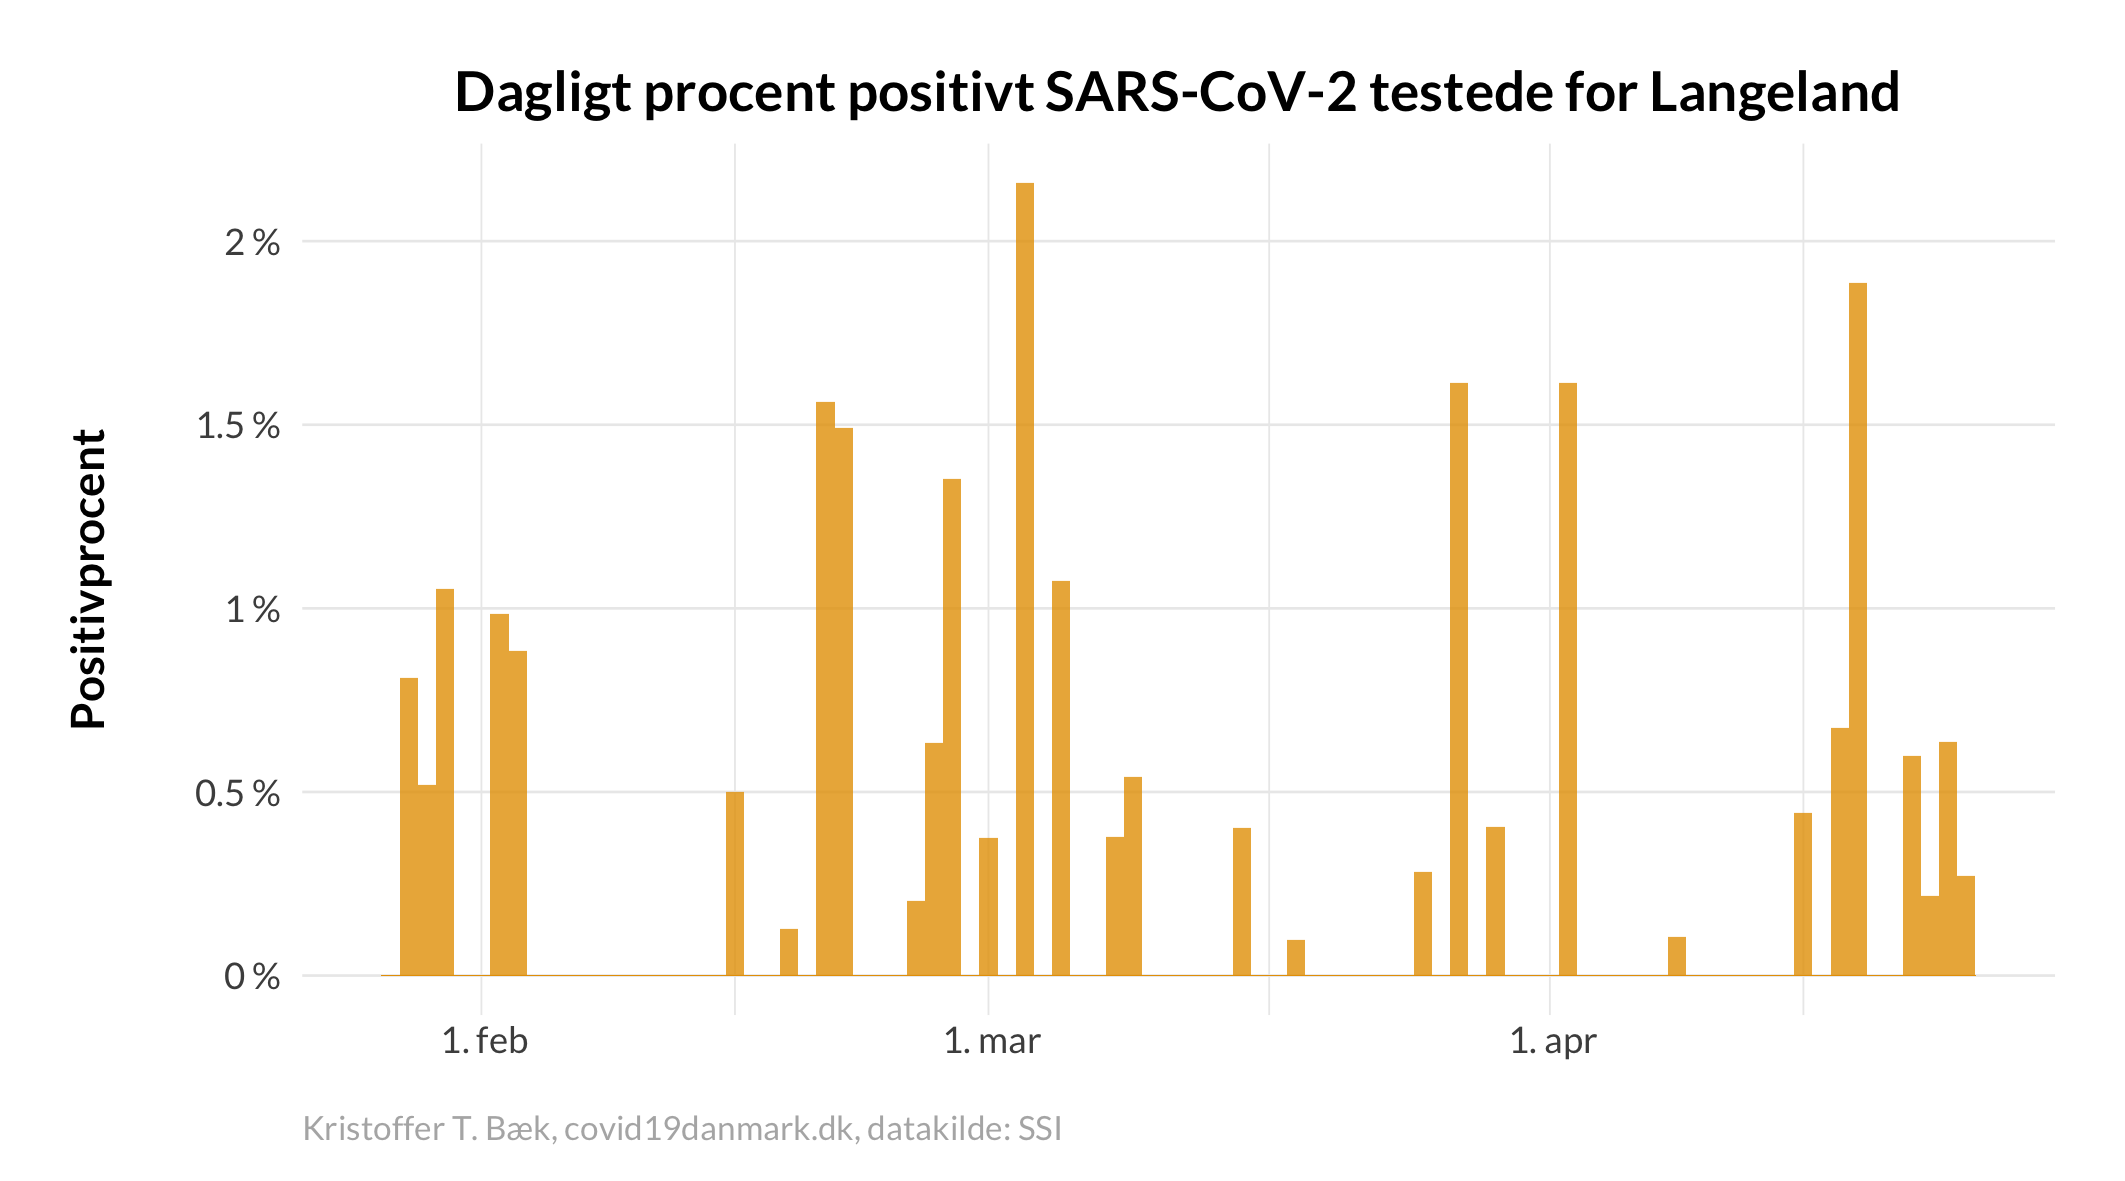 Dagligt procent positivt SARS-CoV-2 testede for Langeland
Positivprocent
2 %
1.5 %
1 %
0.5 %
0 %
1. feb
1. mar
1. apr
Kristoffer T. Bæk, covid19danmark.dk, datakilde: SSI